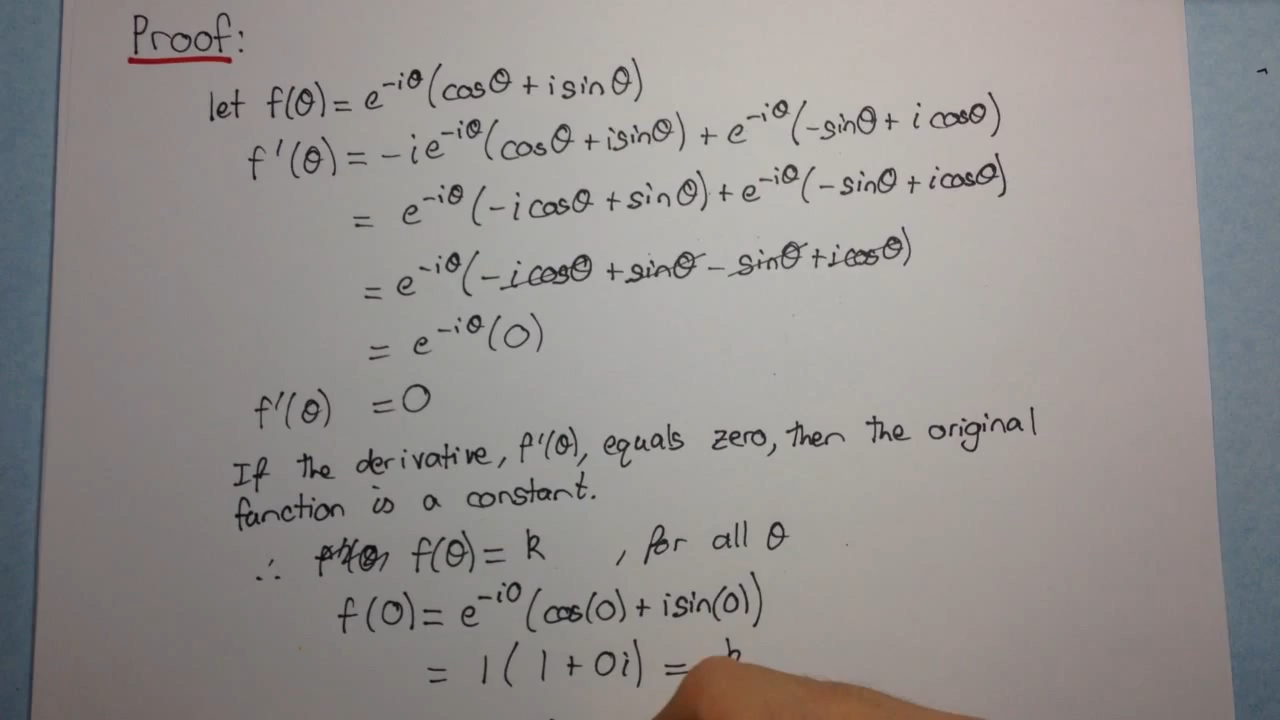 Proof:
let f(θ) = e^-iθ (cosθ + isinθ)
f'(θ) = -ie^-iθ (cosθ + isinθ) + e^-iθ (-sinθ + icosθ)
= e^-iθ (-icosθ + sinθ) + e^-iθ (-sinθ + icosθ)
= e^-iθ (-icosθ + sinθ - sinθ + icosθ)
= e^-iθ (0)
f'(θ) = 0
If the derivative, f'(θ), equals zero, then the original
function is a constant.
∴ f(θ) = k , for all θ
f(0) = e^-i0 (cos(0) + isin(0))
= 1( 1 + 0i) =